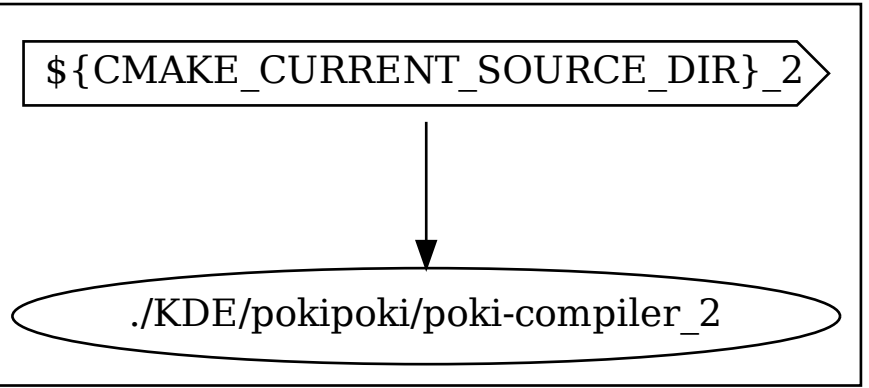 ${CMAKE_CURRENT_SOURCE_DIR}_2
./KDE/pokipoki/poki-compiler_2